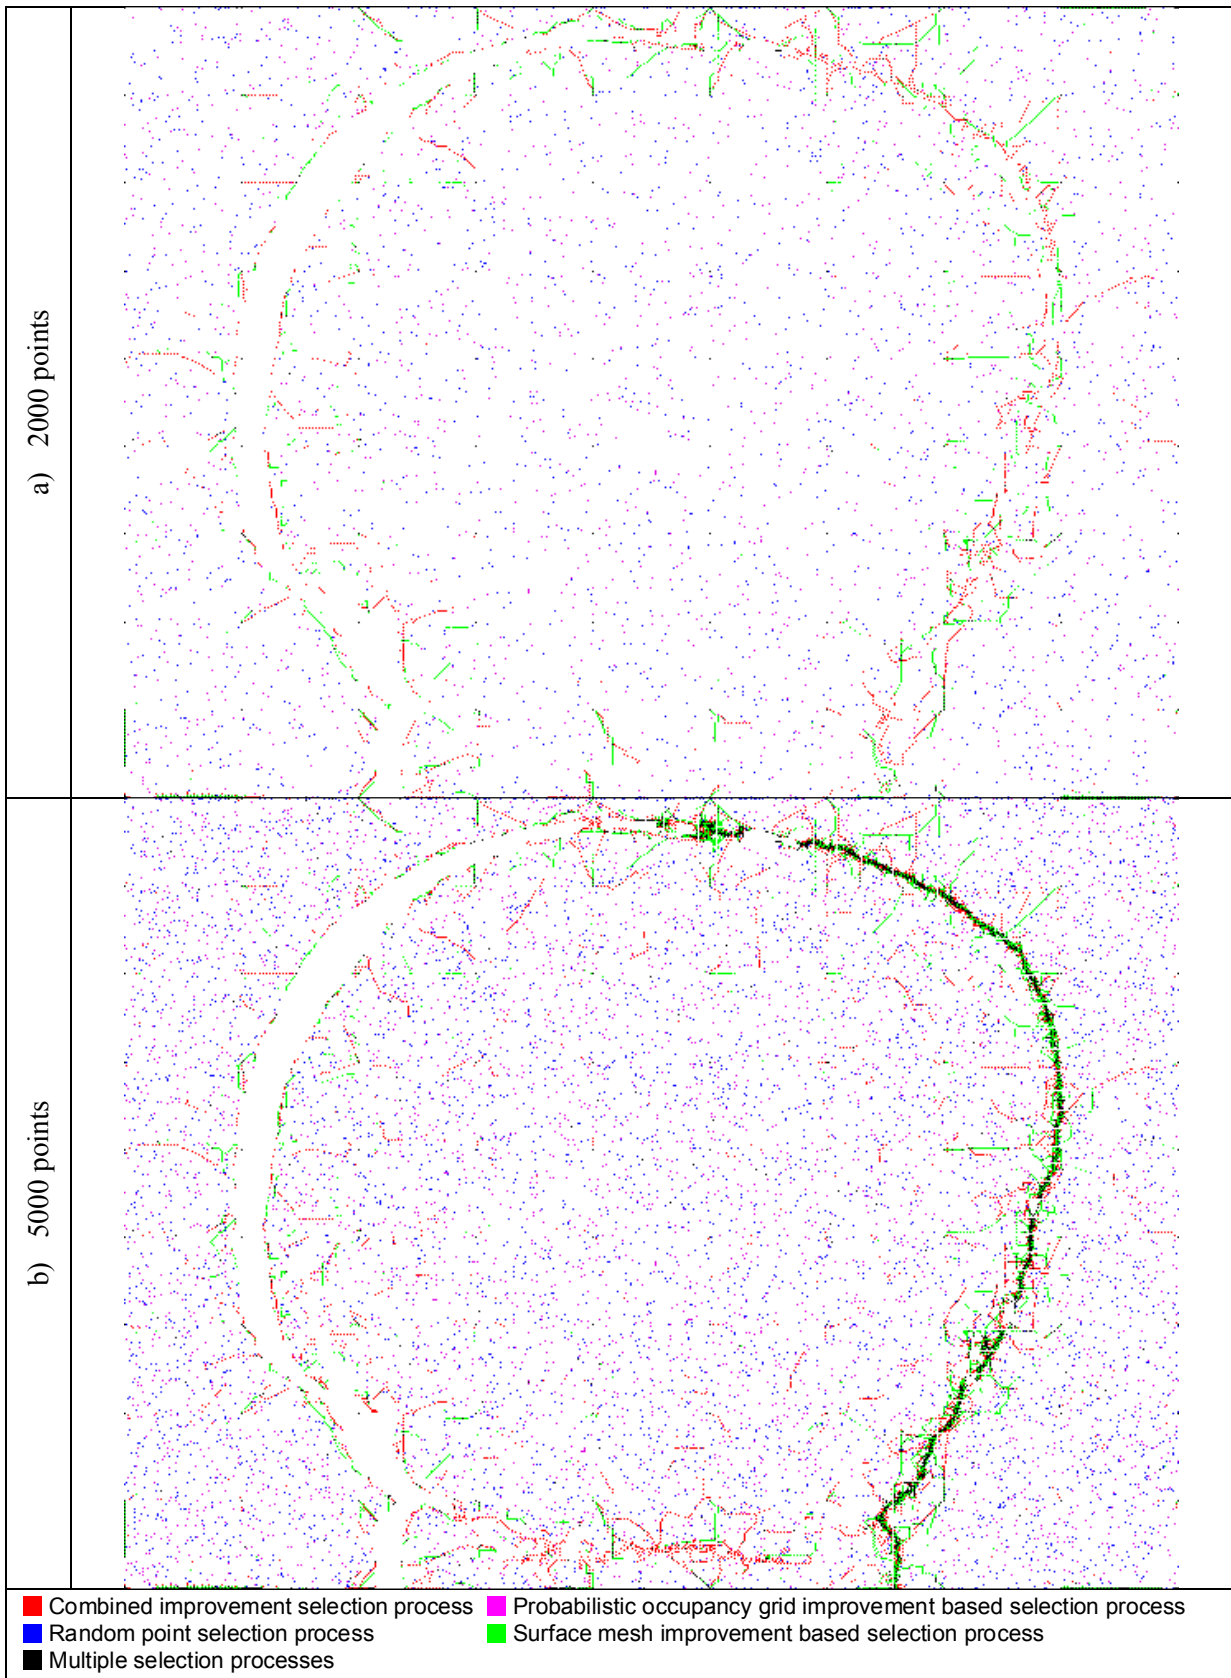 a) 2000 points
b) 5000 points
Combined improvement selection process
Probabilistic occupancy grid improvement based selection process
Random point selection process
Surface mesh improvement based selection process
Multiple selection processes